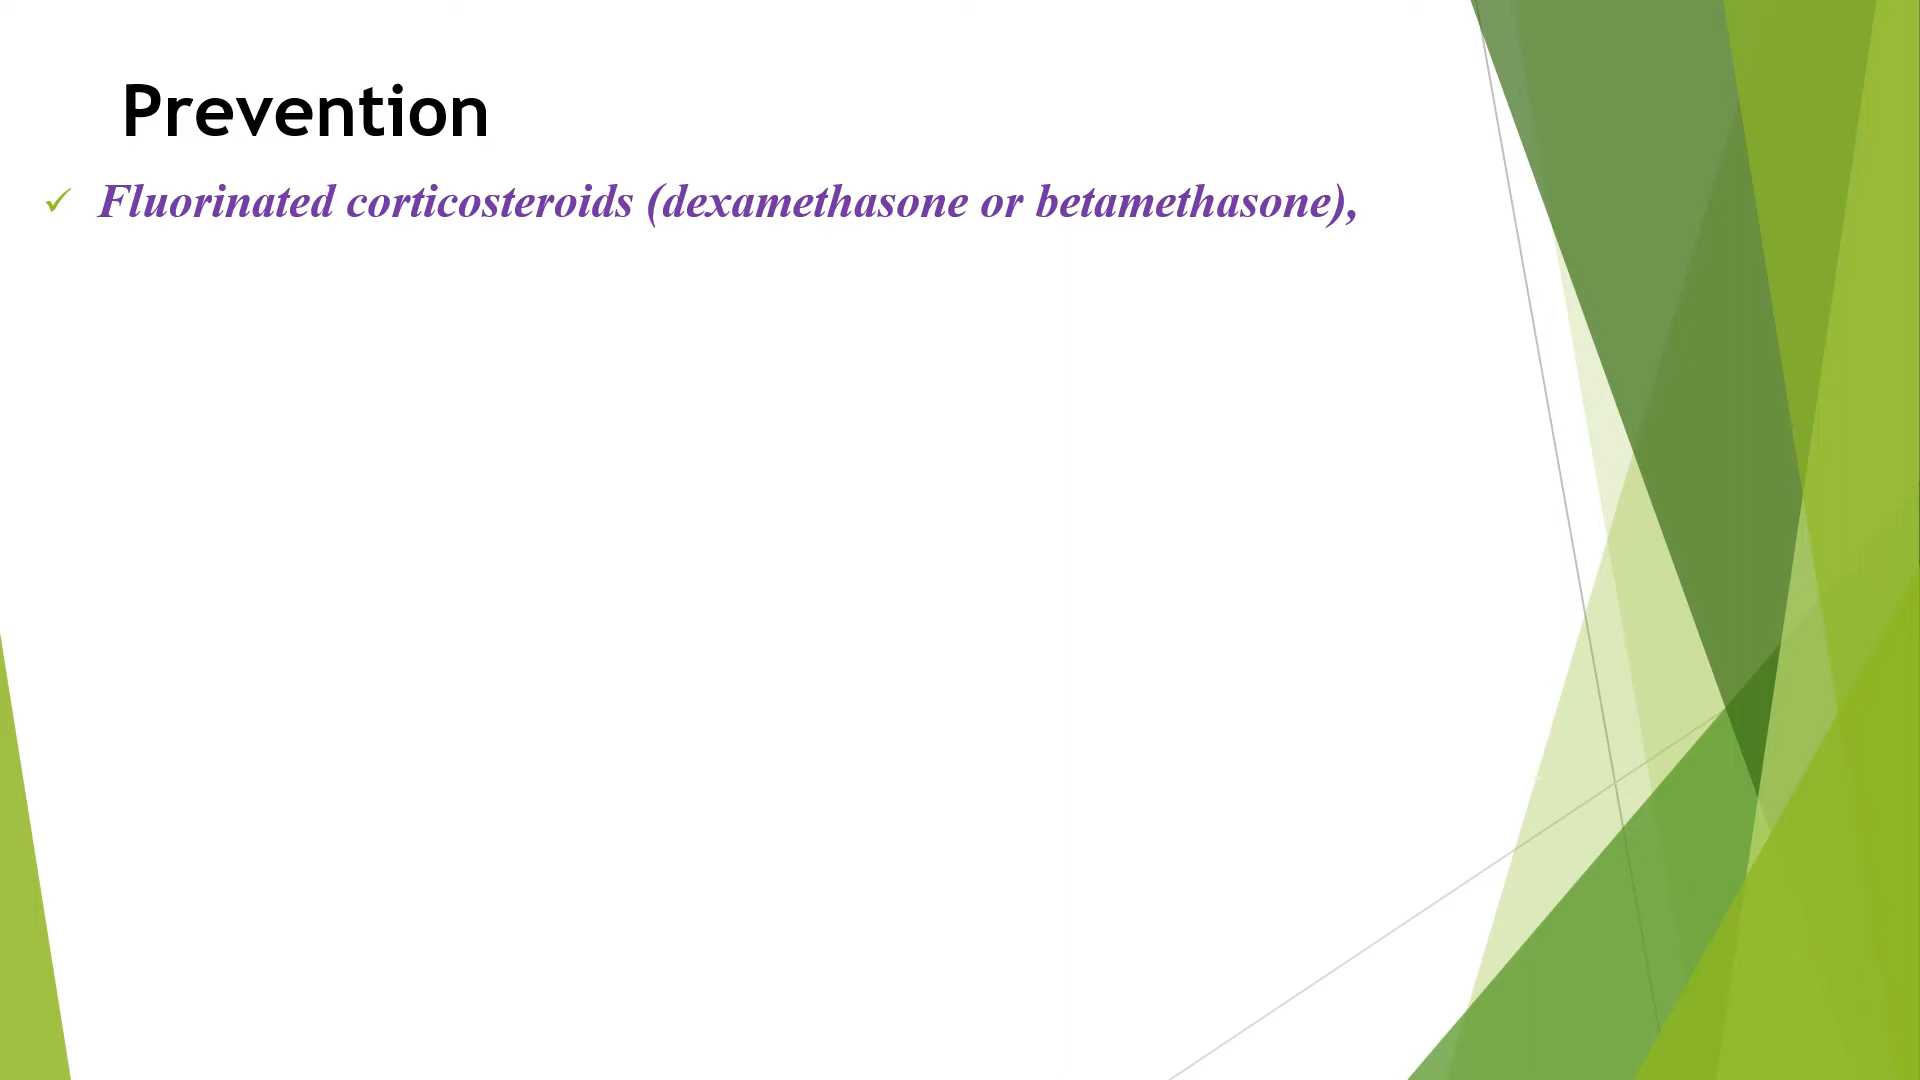 Prevention
✓ Fluorinated corticosteroids (dexamethasone or betamethasone),